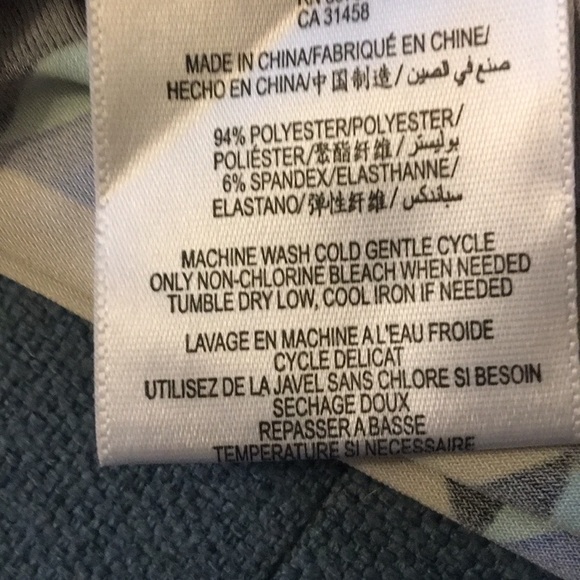 CA 31458
MADE IN CHINA/FABRIQUÉ EN CHINE/
HECHO EN CHINA/中国制造/صنع في الصين
94% POLYESTER/POLYESTER/
POLIÉSTER/聚酯纤维/بوليستر
6% SPANDEX/ELASTHANNE/
ELASTANO/弹性纤维/سباندكس
MACHINE WASH COLD GENTLE CYCLE
ONLY NON-CHLORINE BLEACH WHEN NEEDED
TUMBLE DRY LOW, COOL IRON IF NEEDED
LAVAGE EN MACHINE A L'EAU FROIDE
CYCLE DELICAT
UTILISEZ DE LA JAVEL SANS CHLORE SI BESOIN
SECHAGE DOUX
REPASSER A BASSE
TEMPERATURE SI NECESSAIRE